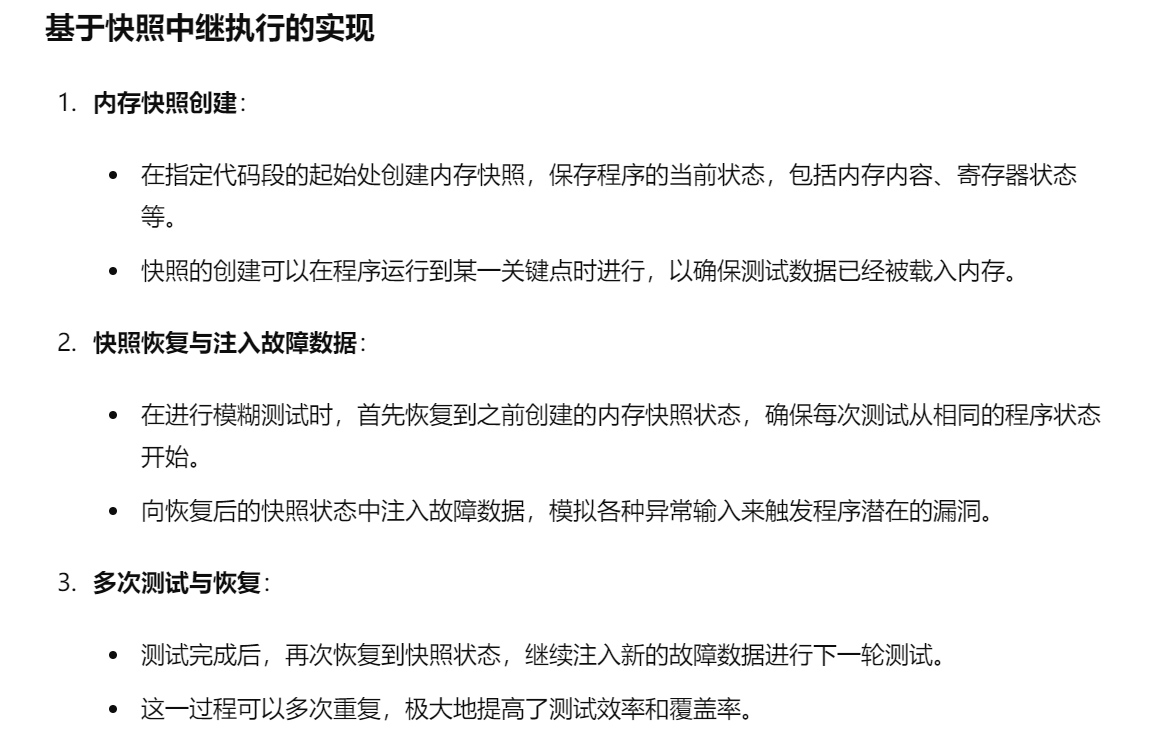 基于快照中继执行的实现
1. 内存快照创建：
• 在指定代码段的起始处创建内存快照，保存程序的当前状态，包括内存内容、寄存器状态
等。
• 快照的创建可以在程序运行到某一关键点时进行，以确保测试数据已经被载入内存。
2. 快照恢复与注入故障数据：
• 在进行模糊测试时，首先恢复到之前创建的内存快照状态，确保每次测试从相同的程序状态
开始。
• 向恢复后的快照状态中注入故障数据，模拟各种异常输入来触发程序潜在的漏洞。
3. 多次测试与恢复：
• 测试完成后，再次恢复到快照状态，继续注入新的故障数据进行下一轮测试。
• 这一过程可以多次重复，极大地提高了测试效率和覆盖率。